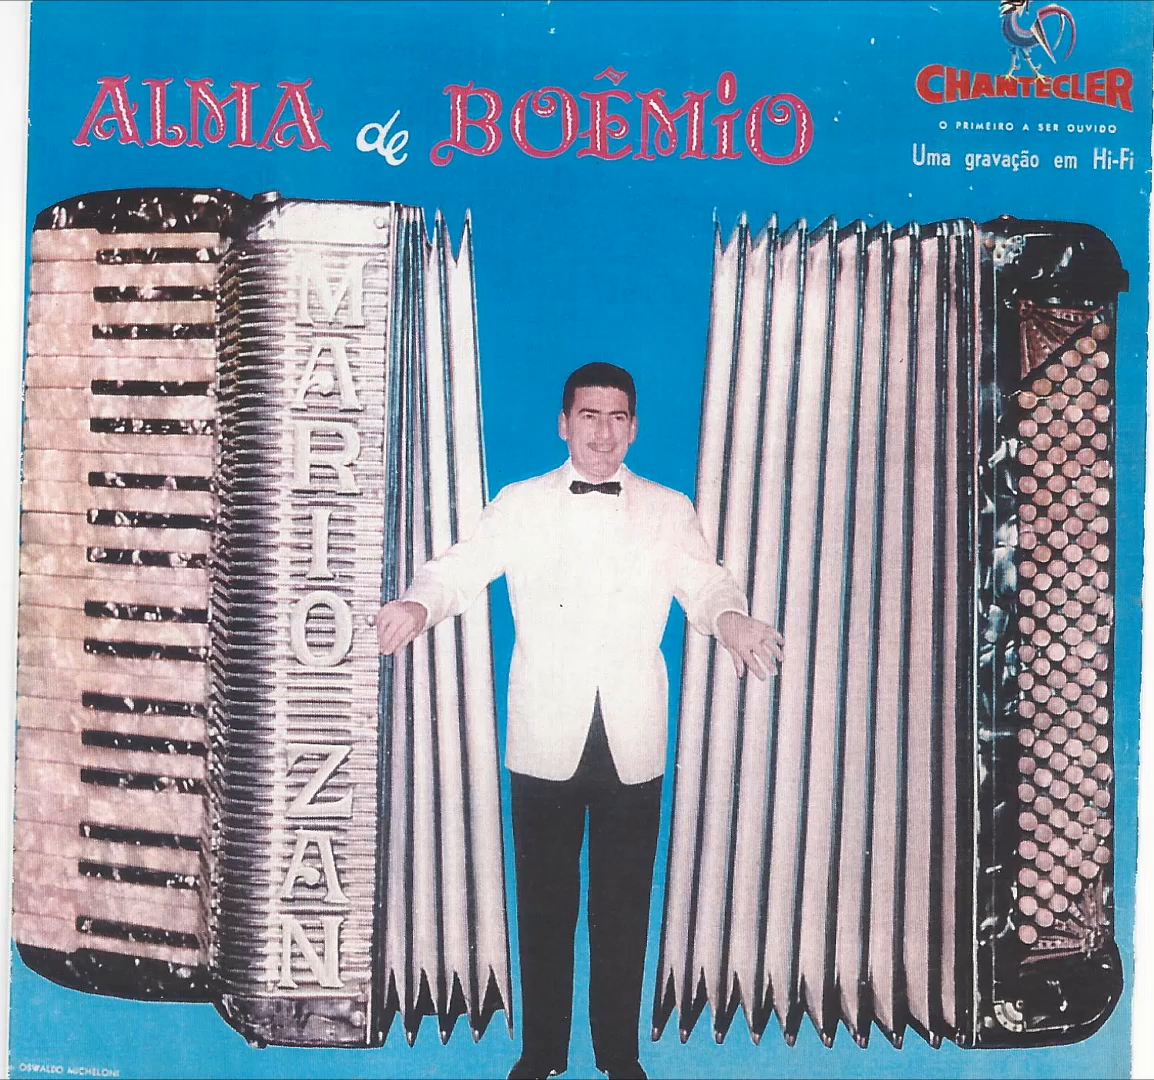 ALMA de BOÊMiO
CHANTECLER
O PRIMEIRO A SER OUVIDO
Uma gravação em Hi-Fi
MARIO ZAN
OSWALDO MICHELONI